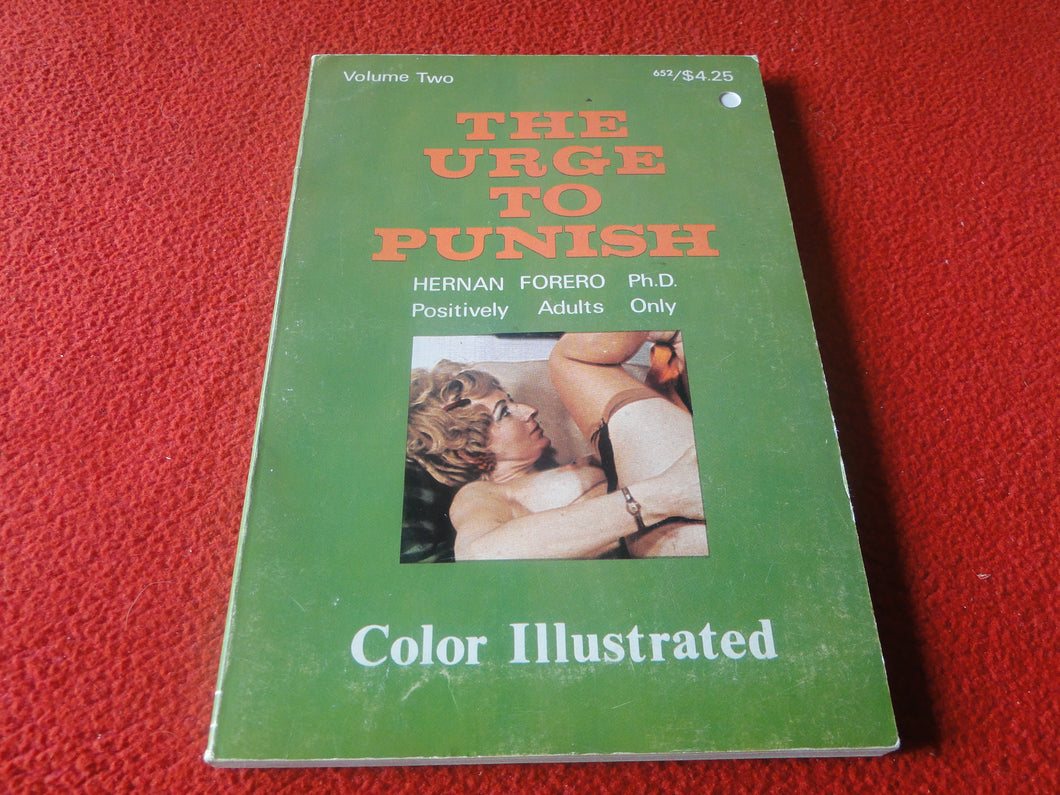 Volume Two
652/$4.25
THE
URGE
TO
PUNISH
HERNAN FORERO Ph.D.
Positively Adults Only
Color Illustrated